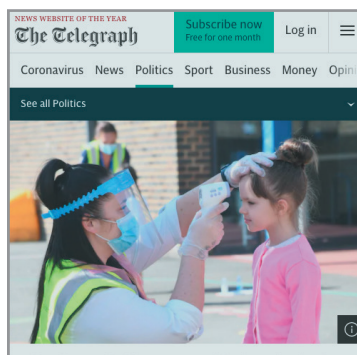 NEWS WEBSITE OF THE YEAR
The Telegraph
Subscribe now
Free for one month
Log in
Coronavirus News Politics Sport Business Money
See all Politics